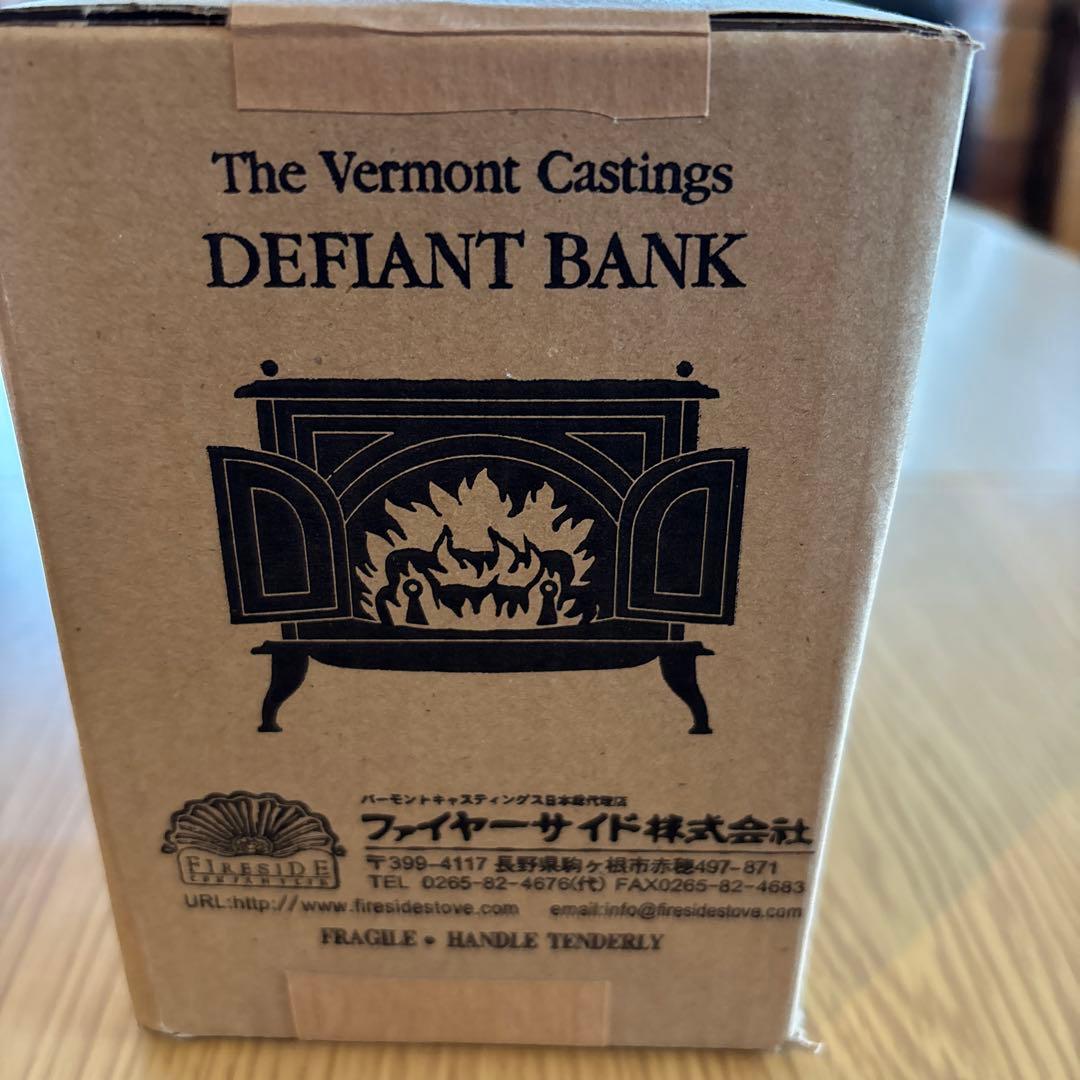 The Vermont Castings
DEFIANT BANK
バーモントキャスティングス日本総代理店
ファイヤーサイド株式会社
FIRESIDE
〒399-4117 長野県駒ヶ根市赤穂497-871
TEL 0265-82-4676(代) FAX0265-82-4683
URL:http://www.firesidestove.com email:info@firesidestove.com
FRAGILE • HANDLE TENDERLY